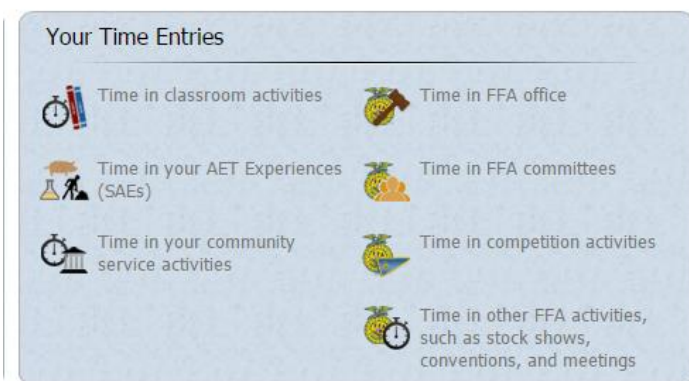 Your Time Entries
Time in classroom activities
Time in your AET Experiences
(SAEs)
Time in your community
service activities
Time in FFA office
Time in FFA committees
Time in competition activities
Time in other FFA activities,
such as stock shows,
conventions, and meetings